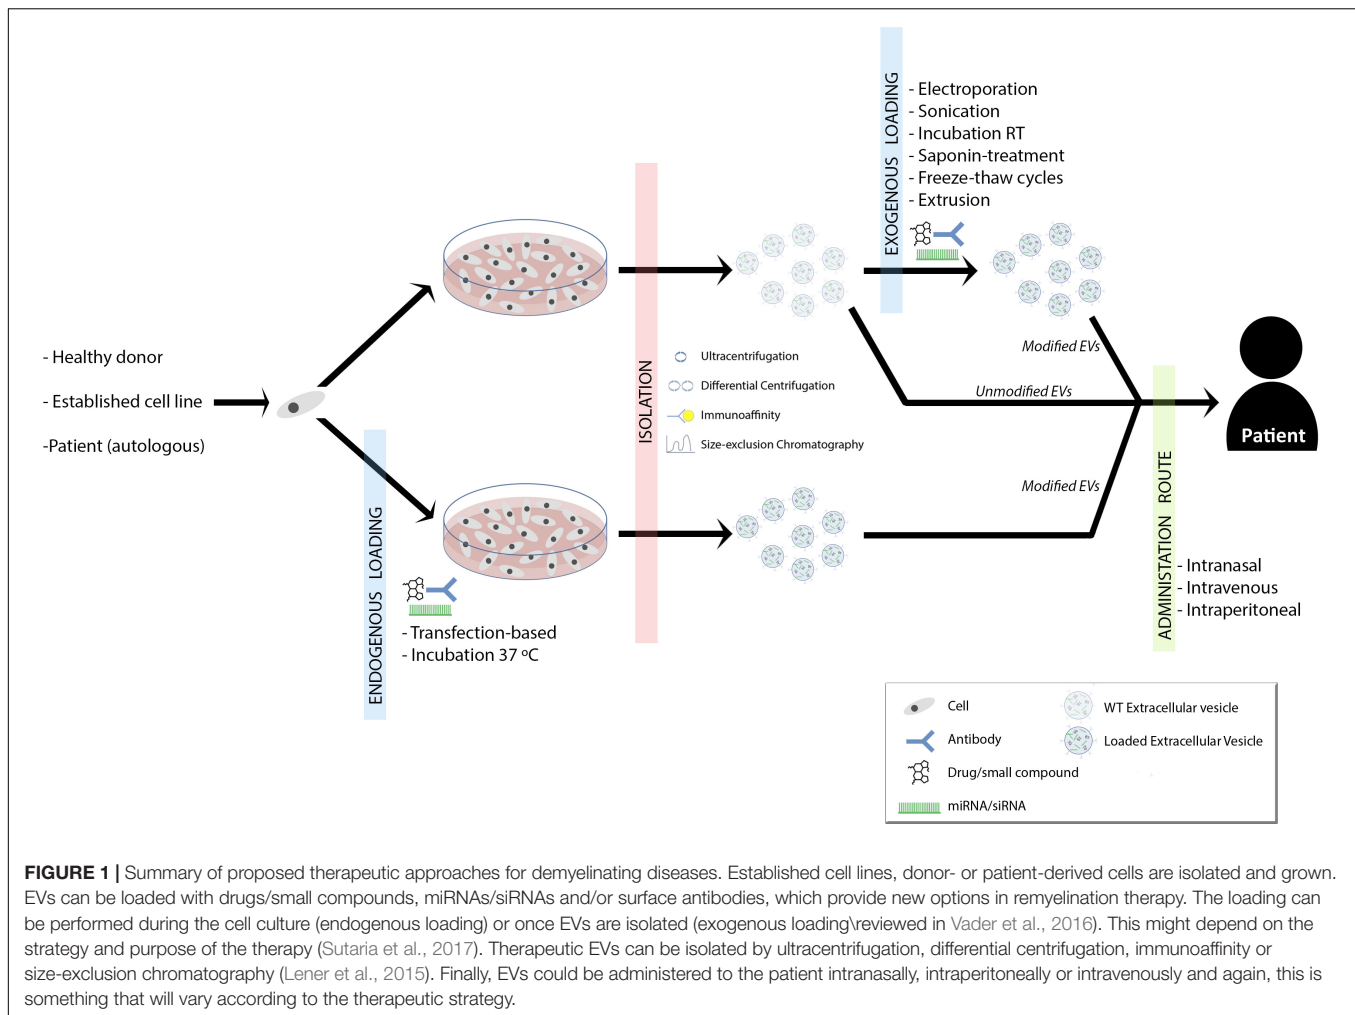 EXOGENOUS LOADING
- Electroporation
- Sonication
- Incubation RT
- Saponin-treatment
- Freeze-thaw cycles
- Extrusion
- Healthy donor
- Established cell line
-Patient (autologous)
ISOLATION
Ultracentrifugation
Differential Centrifugation
Immunoaffinity
Size-exclusion Chromatography
Modified EVs
Unmodified EVs
Modified EVs
Patient
ENDOGENOUS LOADING
- Transfection-based
- Incubation 37 ºC
ADMINISTATION ROUTE
- Intranasal
- Intravenous
- Intraperitoneal
Cell
Antibody
Drug/small compound
miRNA/siRNA
WT Extracellular vesicle
Loaded Extracellular Vesicle
FIGURE 1 | Summary of proposed therapeutic approaches for demyelinating diseases. Established cell lines, donor- or patient-derived cells are isolated and grown.
EVs can be loaded with drugs/small compounds, miRNAs/siRNAs and/or surface antibodies, which provide new options in remyelination therapy. The loading can
be performed during the cell culture (endogenous loading) or once EVs are isolated (exogenous loading\reviewed in Vader et al., 2016). This might depend on the
strategy and purpose of the therapy (Sutaria et al., 2017). Therapeutic EVs can be isolated by ultracentrifugation, differential centrifugation, immunoaffinity or
size-exclusion chromatography (Lener et al., 2015). Finally, EVs could be administered to the patient intranasally, intraperitoneally or intravenously and again, this is
something that will vary according to the therapeutic strategy.